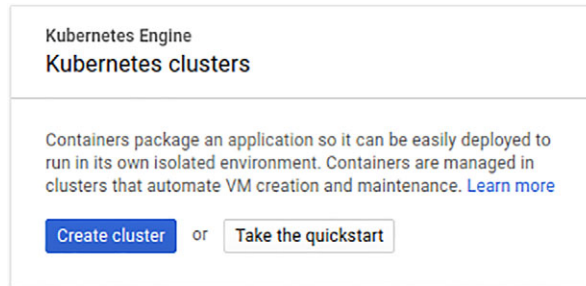 Kubernetes Engine
Kubernetes clusters
Containers package an application so it can be easily deployed to
run in its own isolated environment. Containers are managed in
clusters that automate VM creation and maintenance. Learn more
Create cluster or Take the quickstart